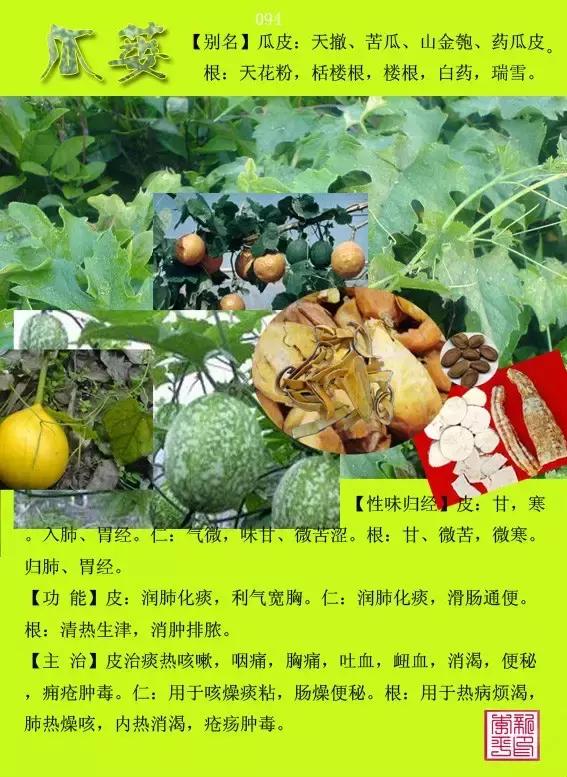 094
瓜蒌
【别名】瓜皮：天撤、苦瓜、山金匏、药瓜皮。
根：天花粉，栝楼根，楼根，白药，瑞雪。
【性味归经】皮：甘，寒
。入肺、胃经。仁：气微，味甘、微苦涩。根：甘、微苦，微寒。
归肺、胃经。
【功 能】皮：润肺化痰，利气宽胸。仁：润肺化痰，滑肠通便。
根：清热生津，消肿排脓。
【主 治】皮治痰热咳嗽，咽痛，胸痛，吐血，衄血，消渴，便秘
，痈疮肿毒。仁：用于咳燥痰粘，肠燥便秘。根：用于热病烦渴，
肺热燥咳，内热消渴，疮疡肿毒。